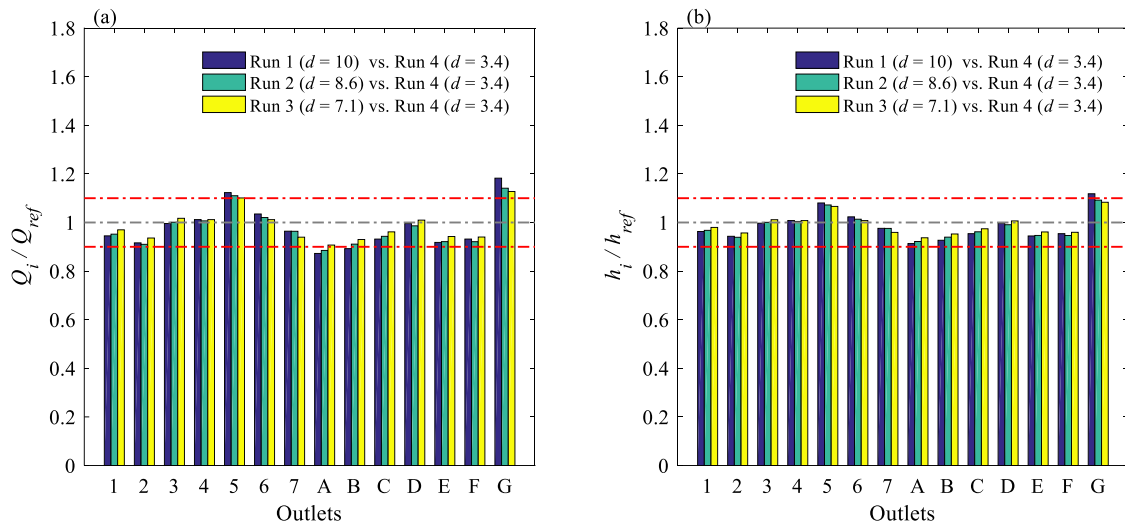 (a)
1.8
1.6
1.4
1.2
1
0.8
0.6
0.4
0.2
0
Q_i / Q_ref
Run 1 (d = 10) vs. Run 4 (d = 3.4)
Run 2 (d = 8.6) vs. Run 4 (d = 3.4)
Run 3 (d = 7.1) vs. Run 4 (d = 3.4)
1 2 3 4 5 6 7 A B C D E F G
Outlets
(b)
1.8
1.6
1.4
1.2
1
0.8
0.6
0.4
0.2
0
h_i / h_ref
Run 1 (d = 10) vs. Run 4 (d = 3.4)
Run 2 (d = 8.6) vs. Run 4 (d = 3.4)
Run 3 (d = 7.1) vs. Run 4 (d = 3.4)
1 2 3 4 5 6 7 A B C D E F G
Outlets